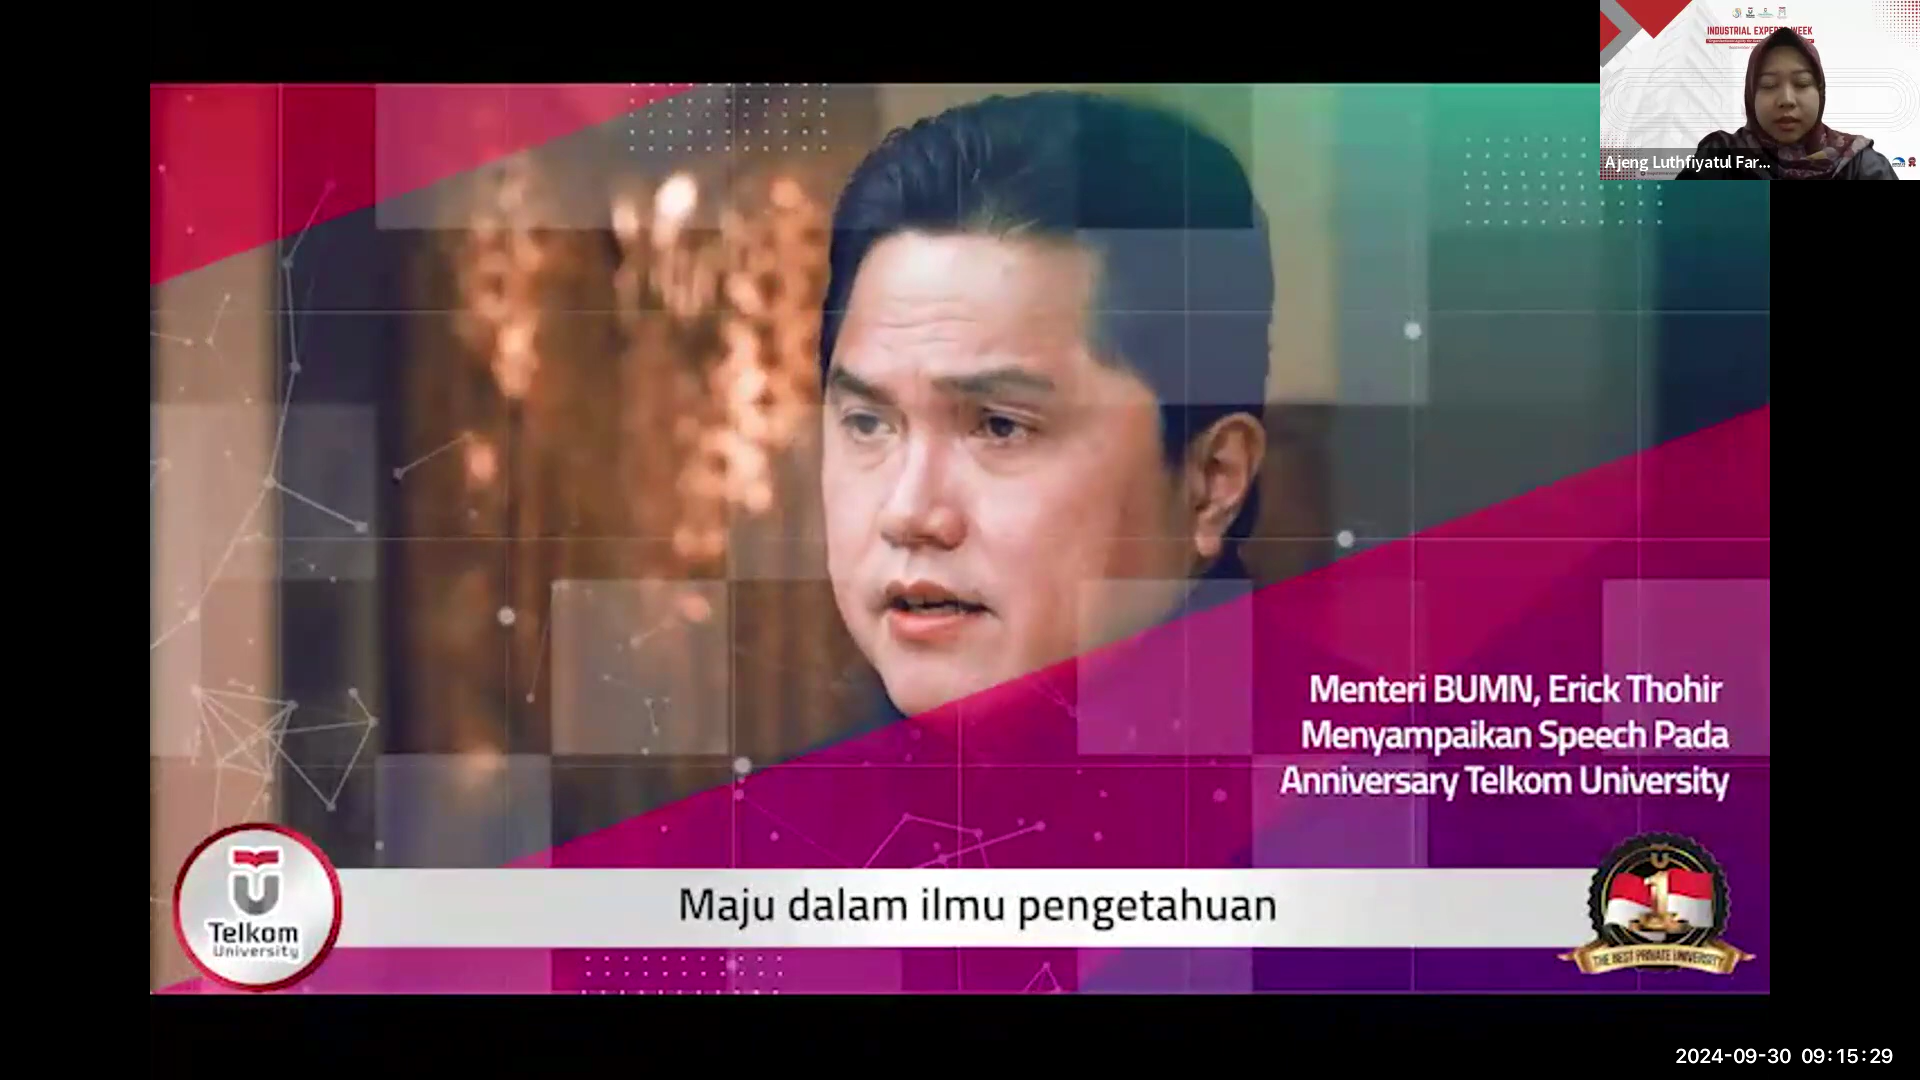 INDUSTRIAL EXPERTS WEEK
Ajeng Luthfiyatul Far...
Menteri BUMN, Erick Thohir
Menyampaikan Speech Pada
Anniversary Telkom University
Maju dalam ilmu pengetahuan
Telkom
University
1
THE BEST PRIVATE UNIVERSITY
2024-09-30 09:15:29